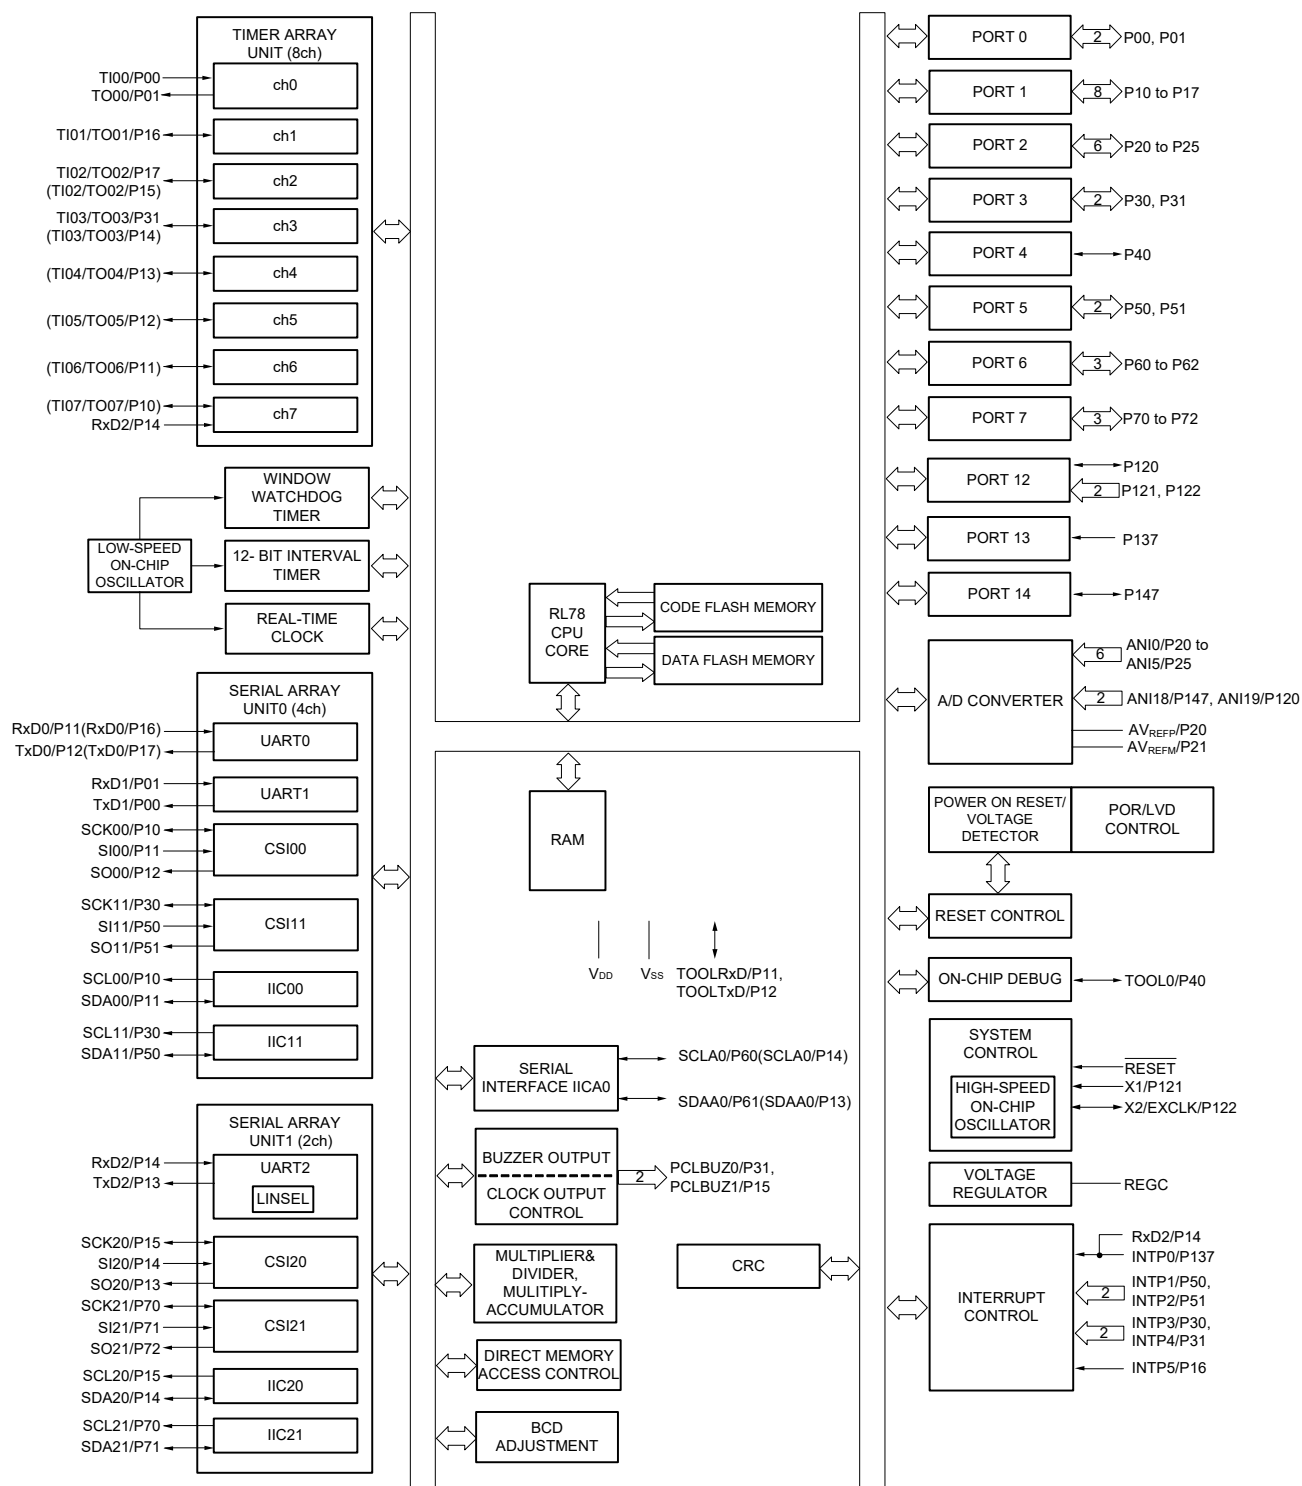 TIMER ARRAY
UNIT (8ch)
TI00/P00
TO00/P01
ch0
TI01/TO01/P16
ch1
TI02/TO02/P17
(TI02/TO02/P15)
ch2
TI03/TO03/P31
(TI03/TO03/P14)
ch3
(TI04/TO04/P13)
ch4
(TI05/TO05/P12)
ch5
(TI06/TO06/P11)
ch6
(TI07/TO07/P10)
RxD2/P14
ch7
WINDOW
WATCHDOG
TIMER
LOW-SPEED
ON-CHIP
OSCILLATOR
12- BIT INTERVAL
TIMER
REAL-TIME
CLOCK
SERIAL ARRAY
UNIT0 (4ch)
RxD0/P11(RxD0/P16)
TxD0/P12(TxD0/P17)
UART0
RxD1/P01
TxD1/P00
UART1
SCK00/P10
SI00/P11
SO00/P12
CSI00
SCK11/P30
SI11/P50
SO11/P51
CSI11
SCL00/P10
SDA00/P11
IIC00
SCL11/P30
SDA11/P50
IIC11
SERIAL ARRAY
UNIT1 (2ch)
RxD2/P14
TxD2/P13
UART2
LINSEL
SCK20/P15
SI20/P14
SO20/P13
CSI20
SCK21/P70
SI21/P71
SO21/P72
CSI21
SCL20/P15
SDA20/P14
IIC20
SCL21/P70
SDA21/P71
IIC21
RL78
CPU
CORE
CODE FLASH MEMORY
DATA FLASH MEMORY
RAM
VDD
VSS
TOOLRxD/P11,
TOOLTxD/P12
SERIAL
INTERFACE IICA0
SCLA0/P60(SCLA0/P14)
SDAA0/P61(SDAA0/P13)
BUZZER OUTPUT
CLOCK OUTPUT
CONTROL
2
PCLBUZ0/P31,
PCLBUZ1/P15
MULTIPLIER&
DIVIDER,
MULITIPLY-
ACCUMULATOR
CRC
DIRECT MEMORY
ACCESS CONTROL
BCD
ADJUSTMENT
PORT 0
2
P00, P01
PORT 1
8
P10 to P17
PORT 2
6
P20 to P25
PORT 3
2
P30, P31
PORT 4
P40
PORT 5
2
P50, P51
PORT 6
3
P60 to P62
PORT 7
3
P70 to P72
PORT 12
P120
2
P121, P122
PORT 13
P137
PORT 14
P147
A/D CONVERTER
6
ANI0/P20 to
ANI5/P25
2
ANI18/P147, ANI19/P120
AVREFP/P20
AVREFM/P21
POWER ON RESET/
VOLTAGE
DETECTOR
POR/LVD
CONTROL
RESET CONTROL
ON-CHIP DEBUG
TOOL0/P40
SYSTEM
CONTROL
HIGH-SPEED
ON-CHIP
OSCILLATOR
RESET
X1/P121
X2/EXCLK/P122
VOLTAGE
REGULATOR
REGC
INTERRUPT
CONTROL
RxD2/P14
INTP0/P137
2
INTP1/P50,
INTP2/P51
2
INTP3/P30,
INTP4/P31
INTP5/P16